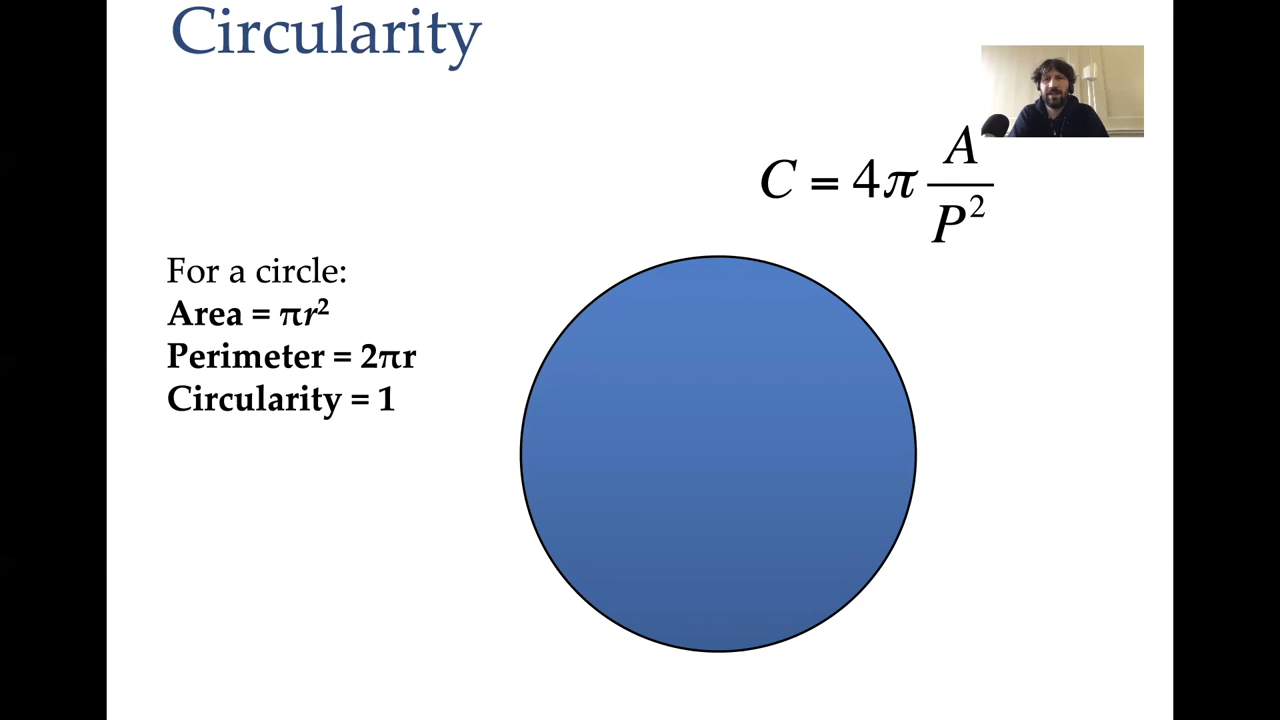 Circularity
C = 4π A/P²
For a circle:
Area = πr²
Perimeter = 2πr
Circularity = 1